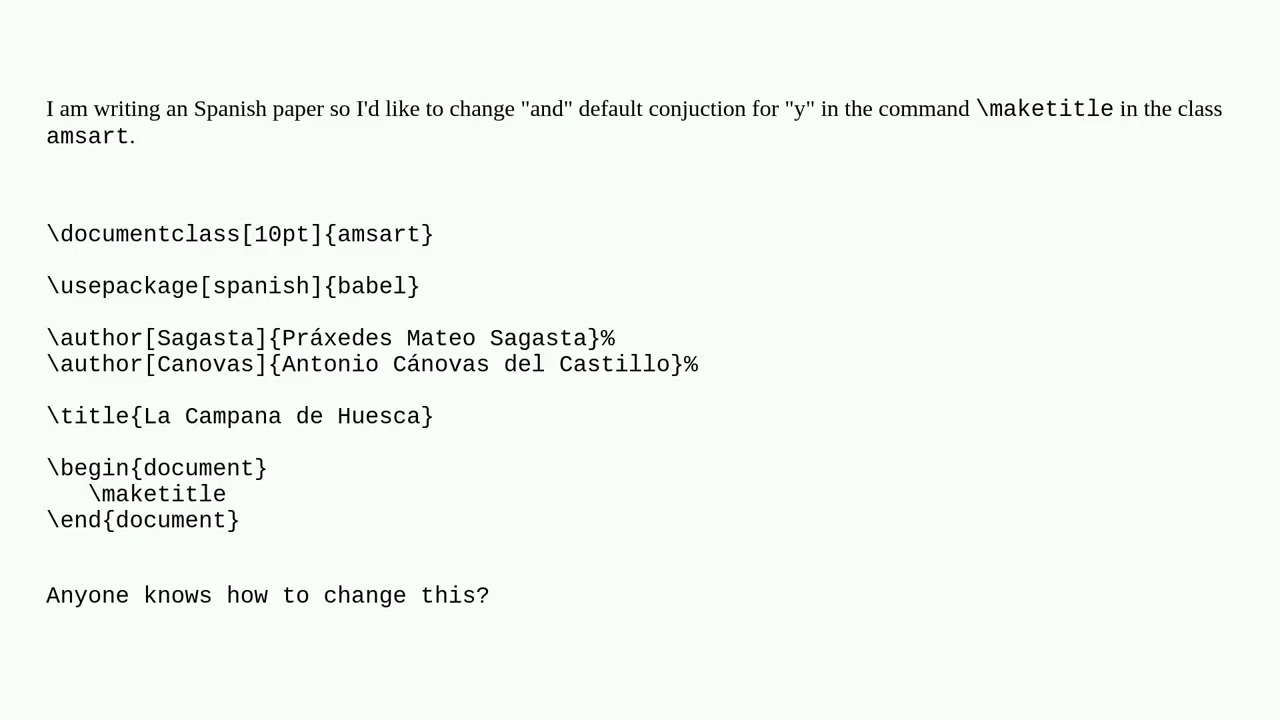 I am writing an Spanish paper so I'd like to change "and" default conjuction for "y" in the command \maketitle in the class
amsart.
\documentclass[10pt]{amsart}
\usepackage[spanish]{babel}
\author[Sagasta]{Práxedes Mateo Sagasta}%
\author[Canovas]{Antonio Cánovas del Castillo}%
\title{La Campana de Huesca}
\begin{document}
   \maketitle
\end{document}
Anyone knows how to change this?